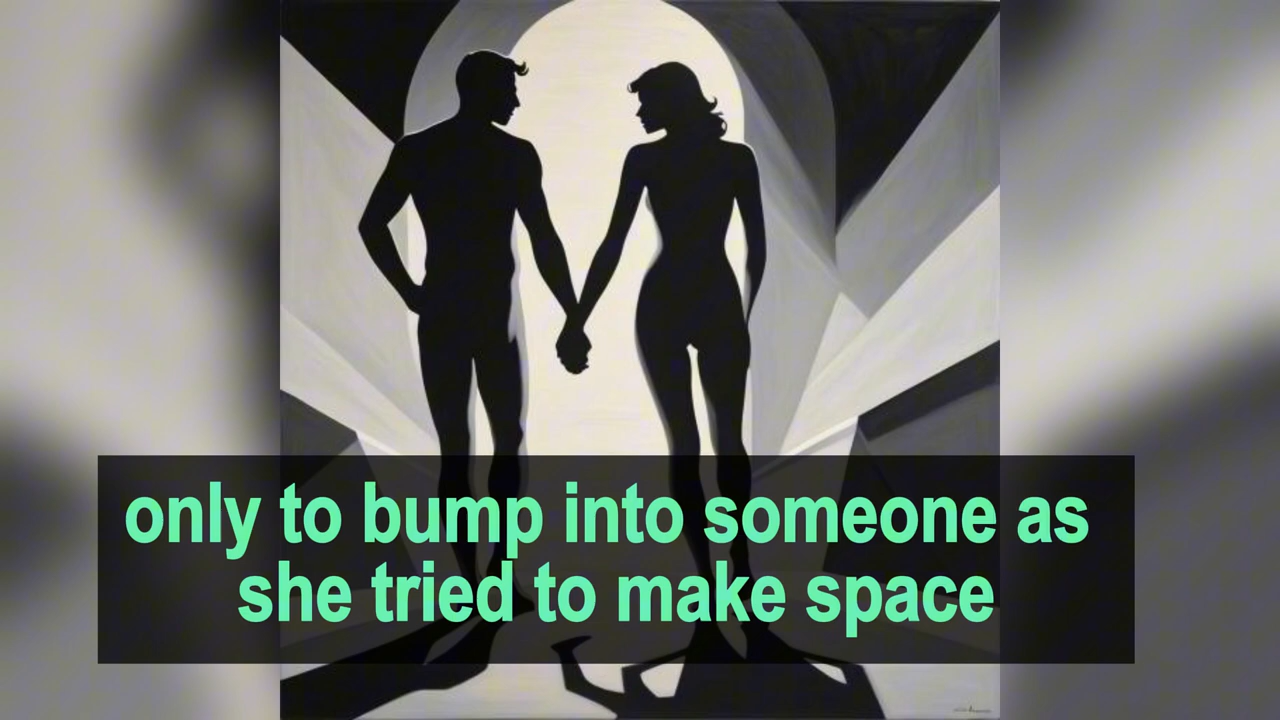 only to bump into someone as
she tried to make space